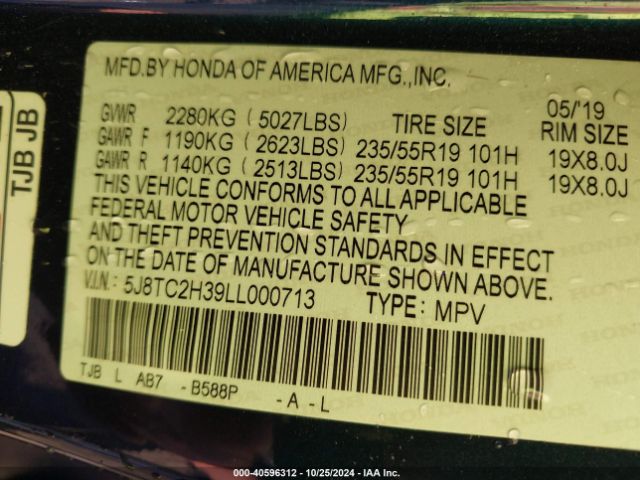 MFD.BY HONDA OF AMERICA MFG.,INC.
05/'19
GVWR 2280KG ( 5027LBS) TIRE SIZE RIM SIZE
GAWR F 1190KG ( 2623LBS) 235/55R19 101H 19X8.0J
GAWR R 1140KG ( 2513LBS) 235/55R19 101H 19X8.0J
THIS VEHICLE CONFORMS TO ALL APPLICABLE
FEDERAL MOTOR VEHICLE SAFETY
AND THEFT PREVENTION STANDARDS IN EFFECT
ON THE DATE OF MANUFACTURE SHOWN ABOVE.
V.I.N.: 5J8TC2H39LL000713 TYPE: MPV
TJB L AB7 - B588P - A - L
TJB JB
000-40596312 - 10/25/2024 - IAA Inc.